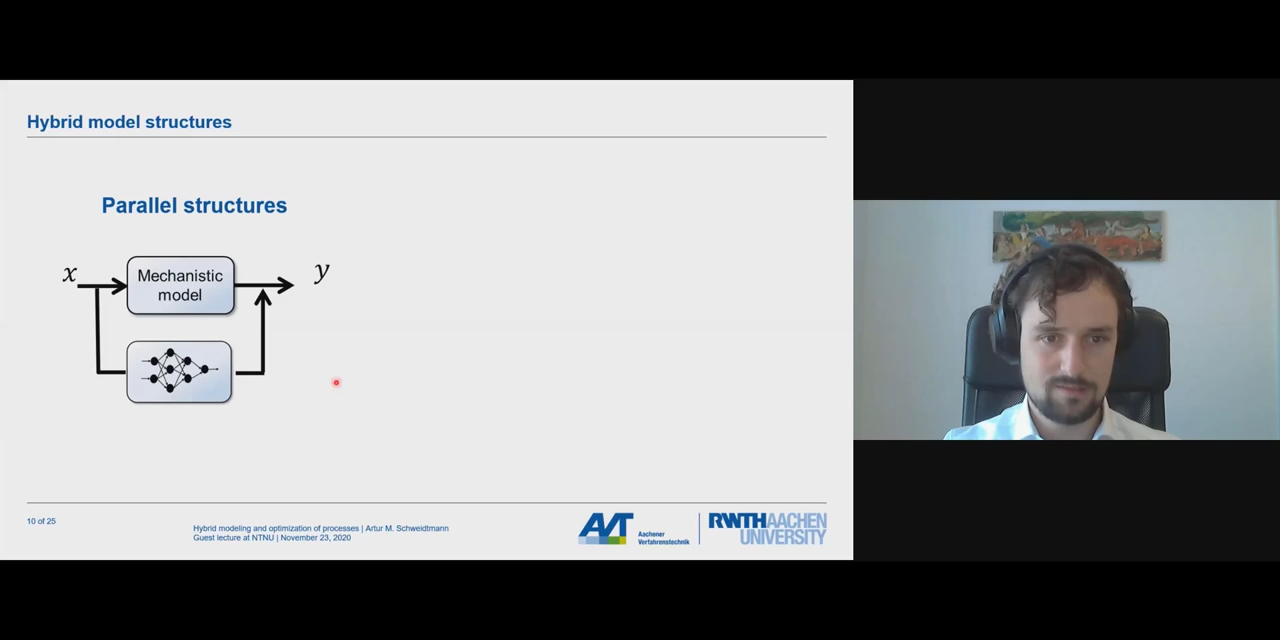 Hybrid model structures
Parallel structures
x
Mechanistic
model
y
10 of 25
Hybrid modeling and optimization of processes | Artur M. Schweidtmann
Guest lecture at NTNU | November 23, 2020
AVT
Aachener
Verfahrenstechnik
RWTHAACHEN
UNIVERSITY